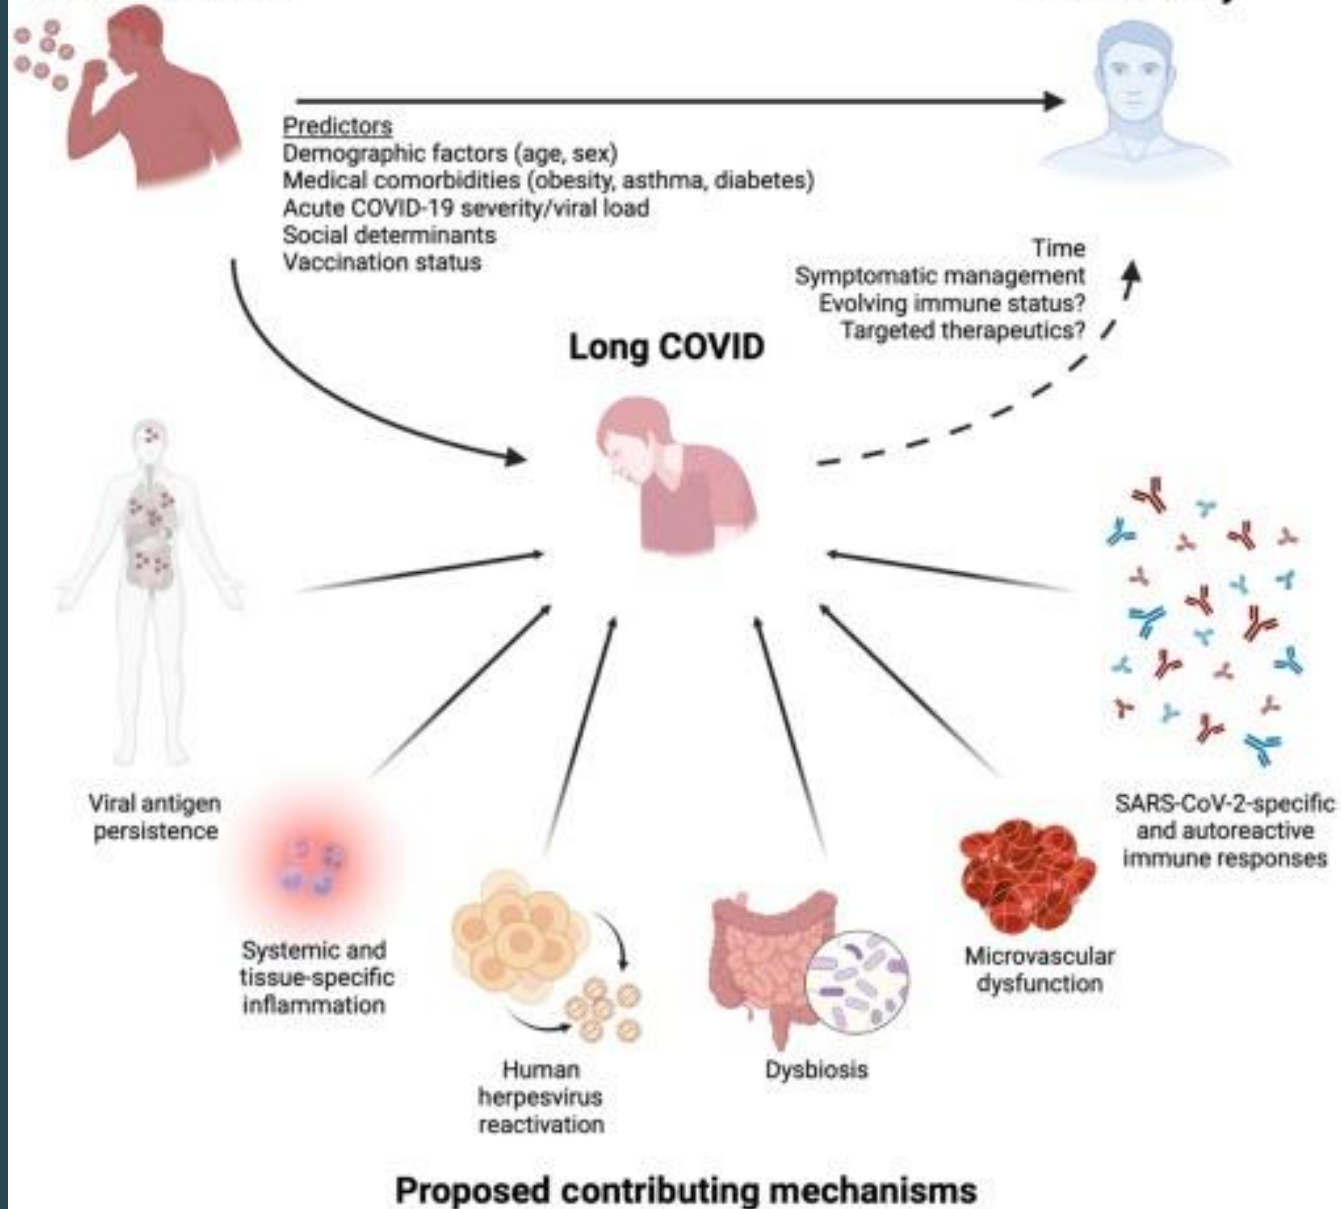 Predictors
Demographic factors (age, sex)
Medical comorbidities (obesity, asthma, diabetes)
Acute COVID-19 severity/viral load
Social determinants
Vaccination status
Time
Symptomatic management
Evolving immune status?
Targeted therapeutics?
Long COVID
Viral antigen
persistence
Systemic and
tissue-specific
inflammation
Human
herpesvirus
reactivation
Dysbiosis
Microvascular
dysfunction
SARS-CoV-2-specific
and autoreactive
immune responses
Proposed contributing mechanisms